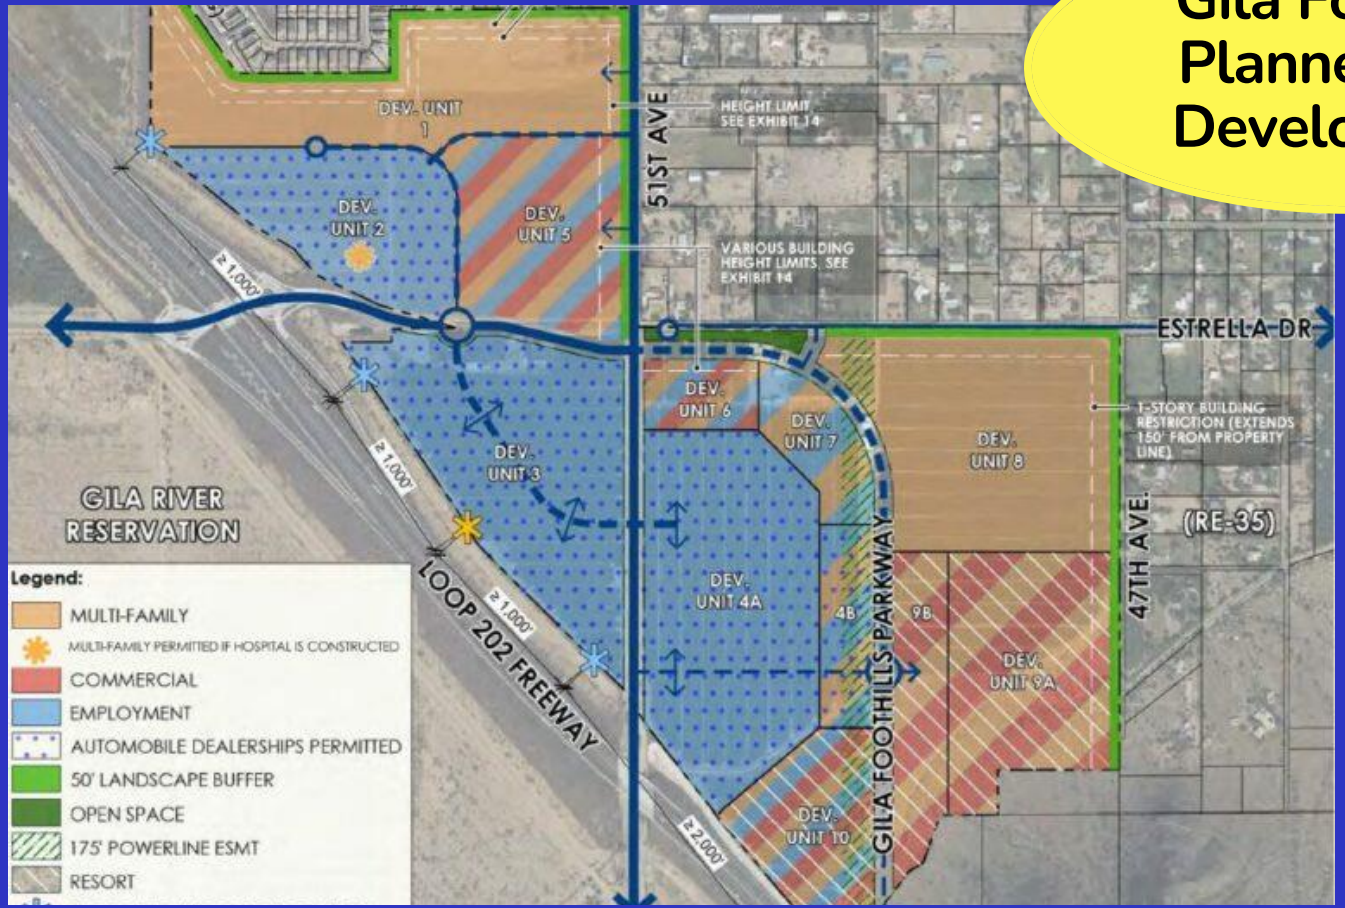 Gila Fo
Planne
Develo
DEV. UNIT
1
HEIGHT LIMIT
SEE EXHIBIT 14
51ST AVE
DEV.
UNIT 2
DEV.
UNIT 5
VARIOUS BUILDING
HEIGHT LIMITS, SEE
EXHIBIT 14
≥ 1,000'
ESTRELLA DR
DEV.
UNIT 6
DEV.
UNIT 7
DEV.
UNIT 8
1-STORY BUILDING
RESTRICTION (EXTENDS
150' FROM PROPERTY
LINE)
DEV.
UNIT 3
≥ 1,000'
GILA RIVER
RESERVATION
(RE-35)
47TH AVE.
DEV.
UNIT 4A
4B
9B
GILA FOOTHILLS PARKWAY
DEV.
UNIT 9A
≥ 1,000'
LOOP 202 FREEWAY
DEV.
UNIT 10
≥ 2,000'
Legend:
MULTI-FAMILY
MULTI-FAMILY PERMITTED IF HOSPITAL IS CONSTRUCTED
COMMERCIAL
EMPLOYMENT
AUTOMOBILE DEALERSHIPS PERMITTED
50' LANDSCAPE BUFFER
OPEN SPACE
175' POWERLINE ESMT
RESORT